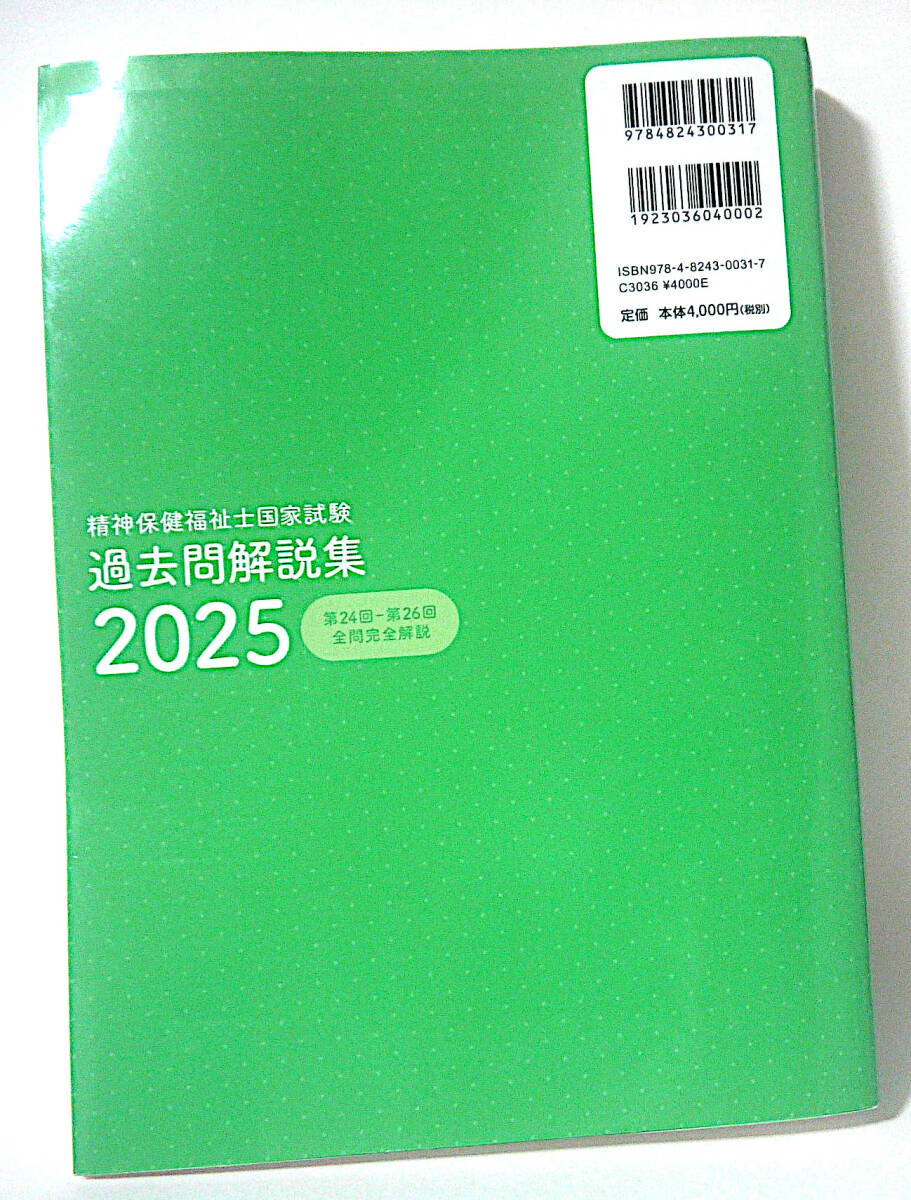 9784824300317
1923036040002
ISBN978-4-8243-0031-7
C3036 ¥4000E
定価 本体4,000円(税別)
精神保健福祉士国家試験
過去問解説集
2025
第24回-第26回
全問完全解説